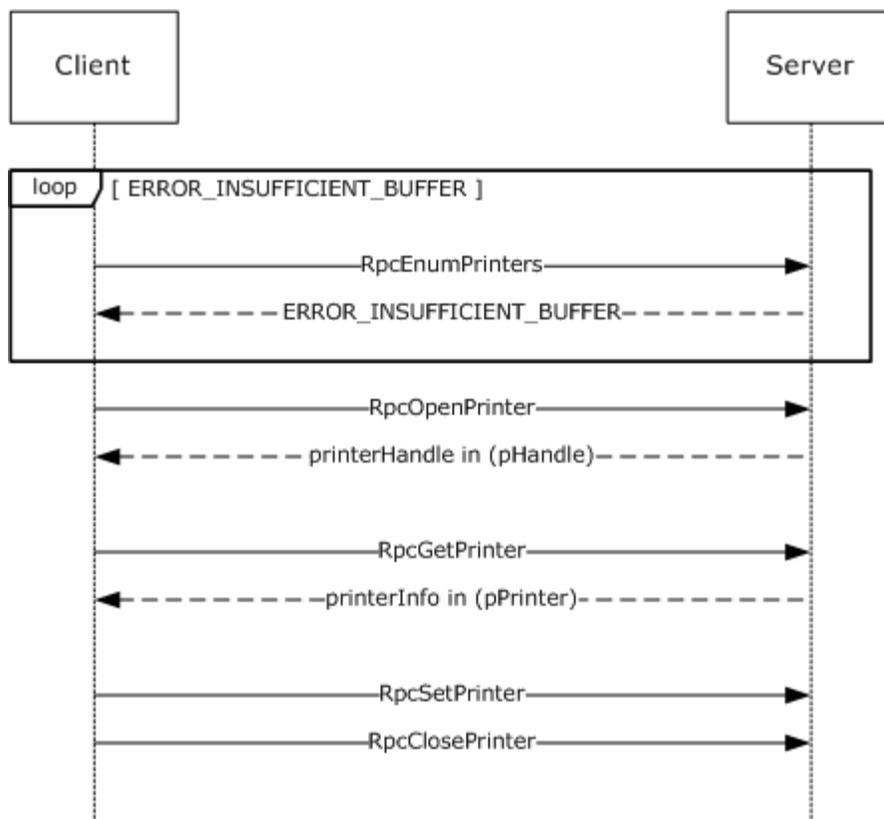 Client
Server
loop
[ ERROR_INSUFFICIENT_BUFFER ]
RpcEnumPrinters
ERROR_INSUFFICIENT_BUFFER
RpcOpenPrinter
printerHandle in (pHandle)
RpcGetPrinter
printerInfo in (pPrinter)
RpcSetPrinter
RpcClosePrinter